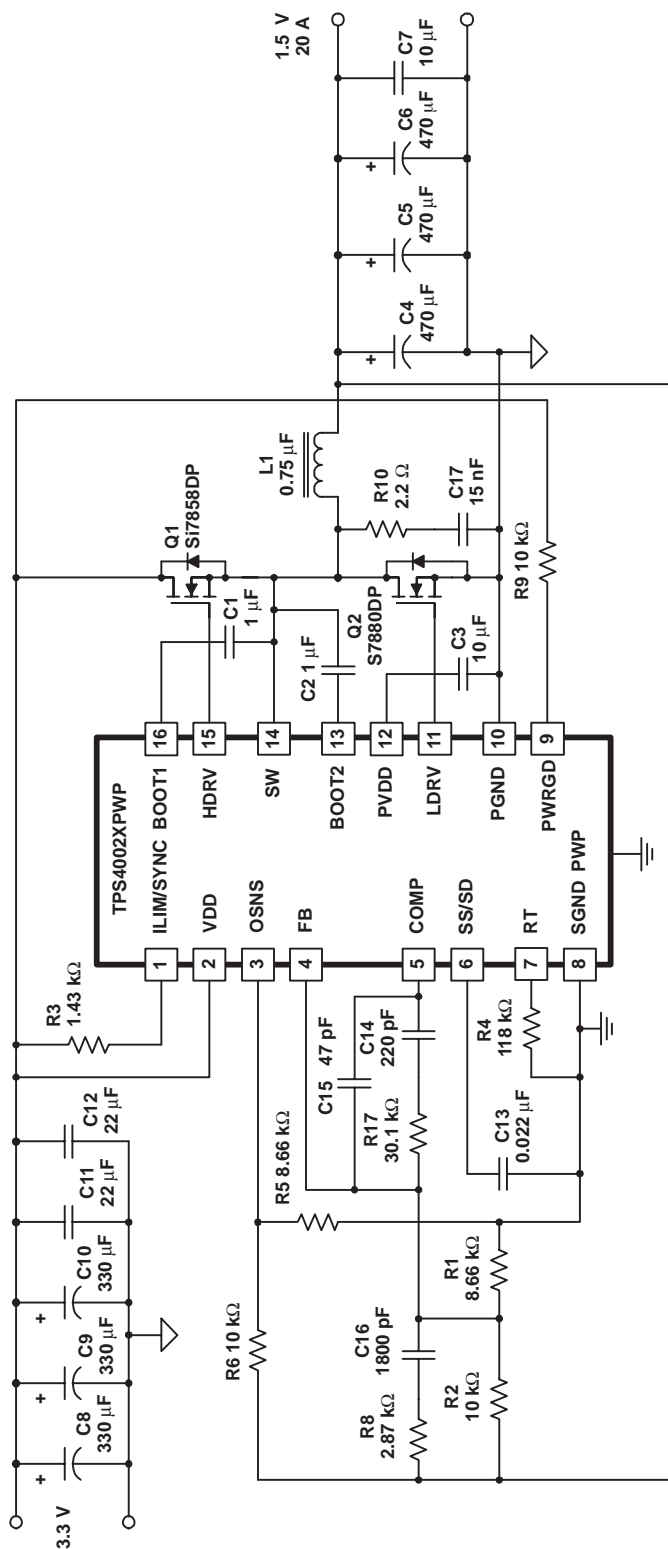 3.3 V
C8
330 µF
C9
330 µF
C10
330 µF
C11
22 µF
C12
22 µF
+
+
+
R3
1.43 kΩ
R6 10 kΩ
R5 8.66 kΩ
C15
47 pF
C14
220 pF
R17
30.1 kΩ
C16
1800 pF
R8
2.87 kΩ
R2
10 kΩ
R1
8.66 kΩ
C13
0.022 µF
R4
118 kΩ
TPS4002XPWP
1
ILIM/SYNC
BOOT1
16
2
VDD
HDRV
15
3
OSNS
SW
14
4
FB
BOOT2
13
PVDD
12
5
COMP
LDRV
11
6
SS/SD
PGND
10
7
RT
PWRGD
9
8
SGND PWP
Q1
Si7858DP
C1
1 µF
C2 1 µF
Q2
S7880DP
C3
10 µF
R9 10 kΩ
L1
0.75 µF
R10
2.2 Ω
C17
15 nF
+
C4
470 µF
+
C5
470 µF
+
C6
470 µF
C7
10 µF
1.5 V
20 A